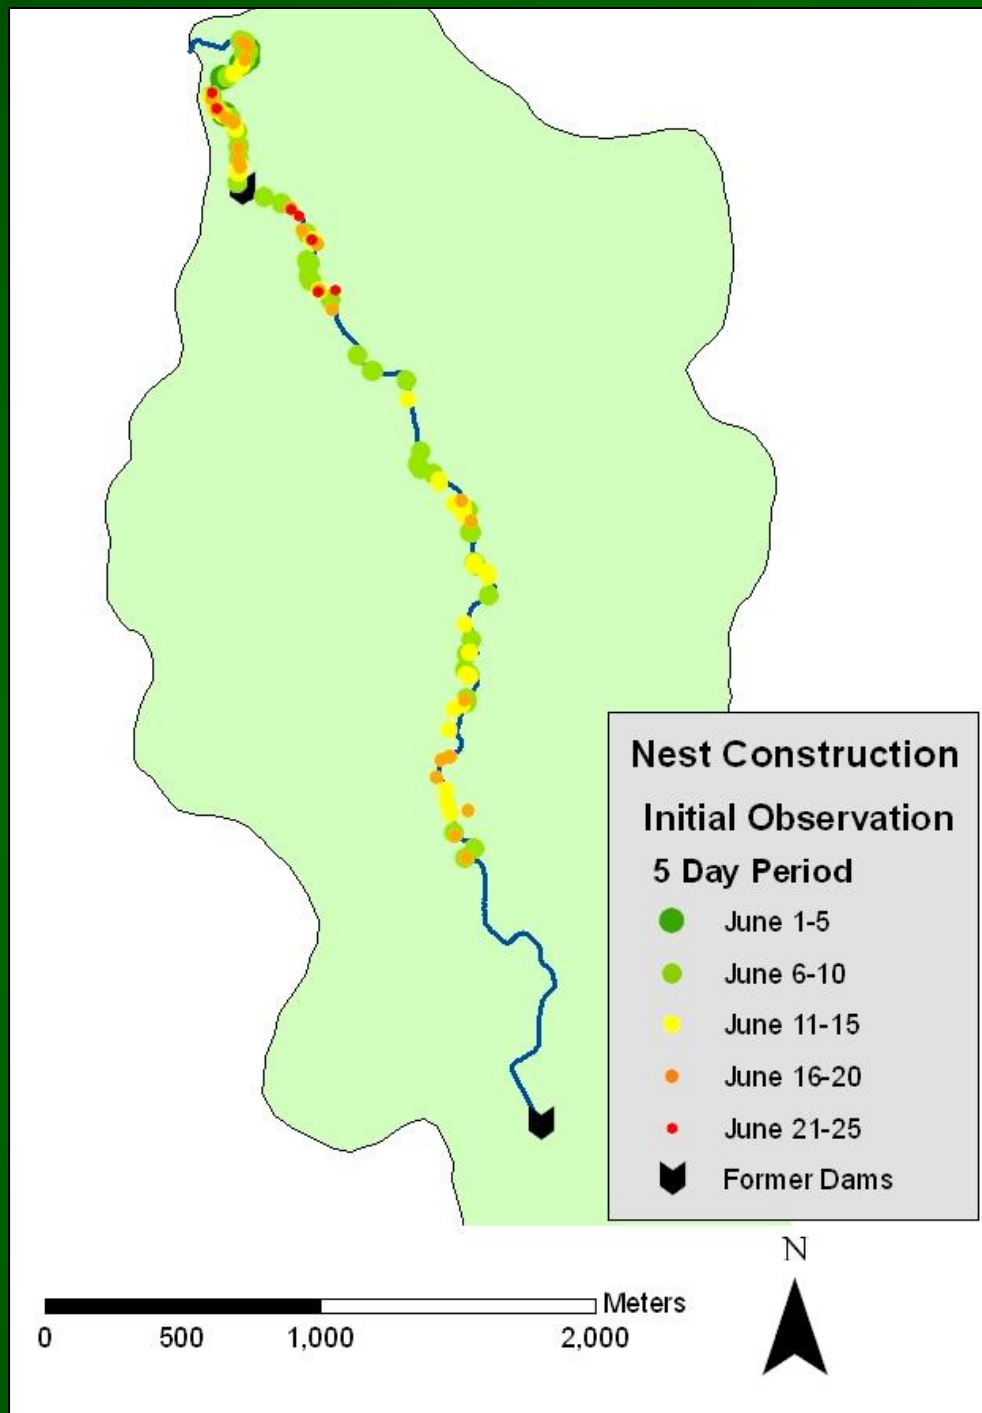 Nest Construction
Initial Observation
5 Day Period
June 1-5
June 6-10
June 11-15
June 16-20
June 21-25
Former Dams
N
Meters
0 500 1,000 2,000